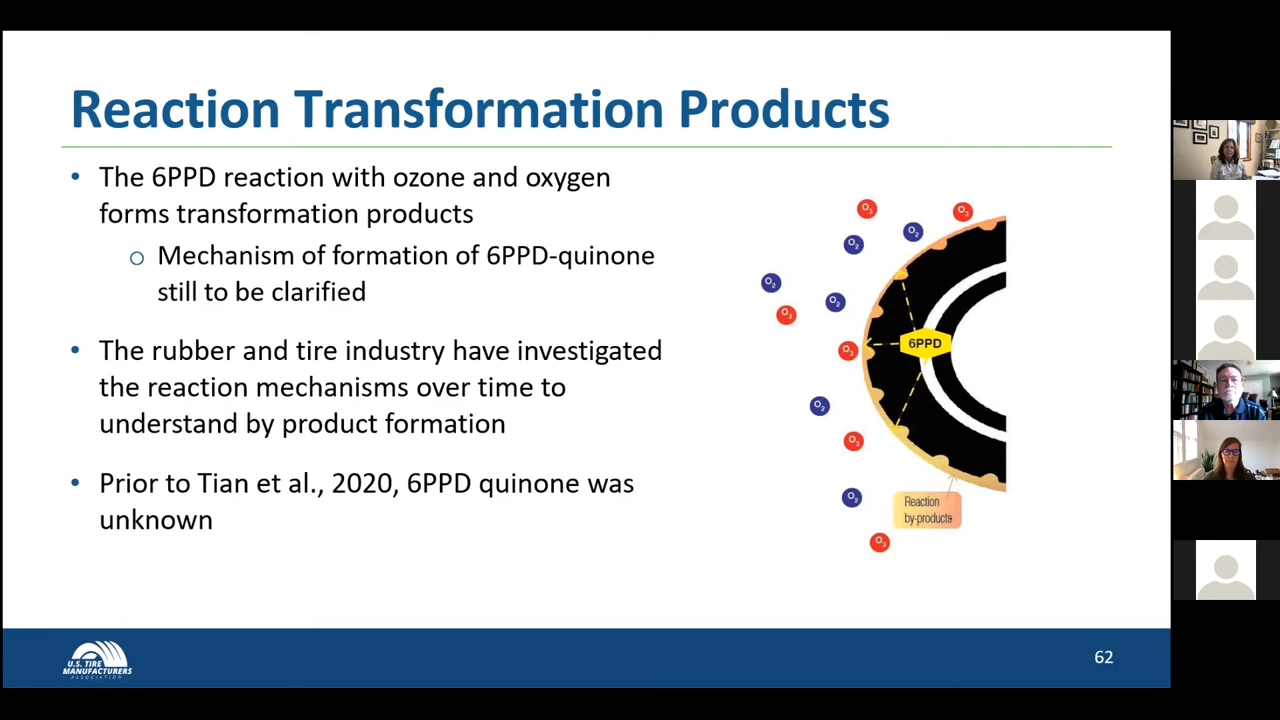 Reaction Transformation Products
• The 6PPD reaction with ozone and oxygen
forms transformation products
o Mechanism of formation of 6PPD-quinone
still to be clarified
• The rubber and tire industry have investigated
the reaction mechanisms over time to
understand by product formation
• Prior to Tian et al., 2020, 6PPD quinone was
unknown
O3
O3
O2
O2
O2
O2
O3
6PPD
O3
O2
O3
O2
Reaction
by-products
O3
U.S. TIRE
MANUFACTURERS
ASSOCIATION
62